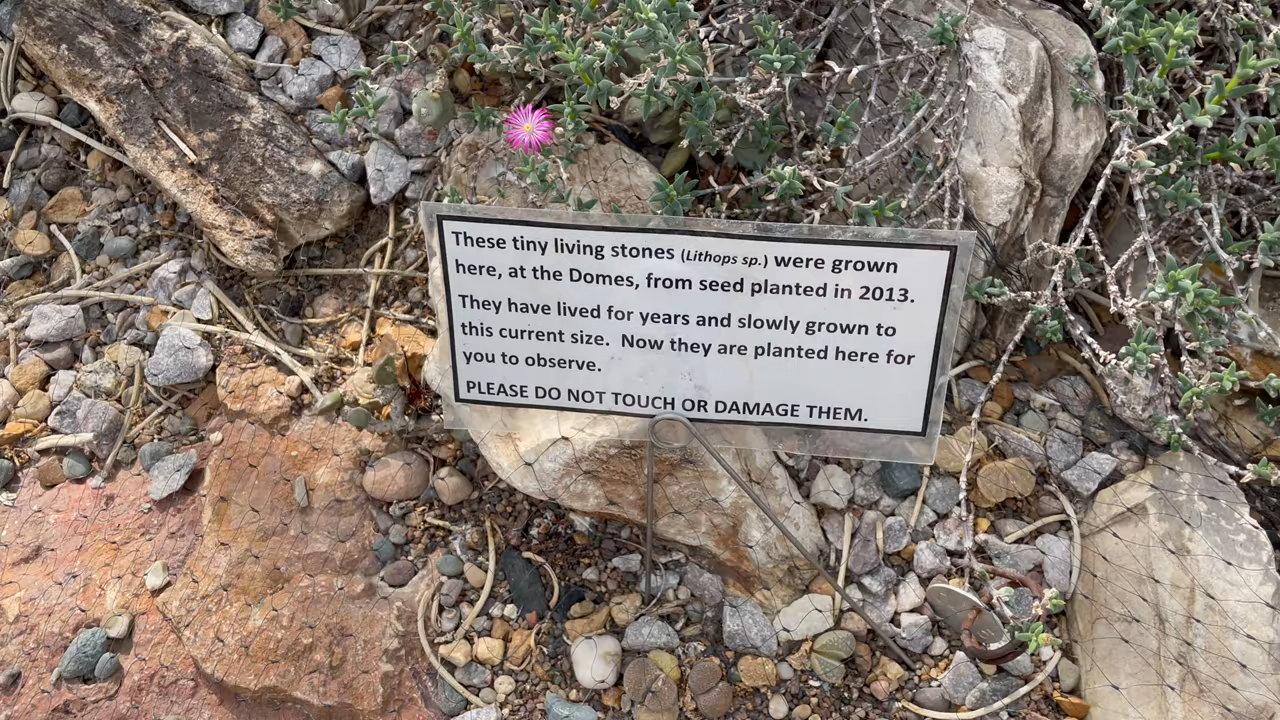 These tiny living stones (Lithops sp.) were grown
here, at the Domes, from seed planted in 2013.
They have lived for years and slowly grown to
this current size.  Now they are planted here for
you to observe.
PLEASE DO NOT TOUCH OR DAMAGE THEM.